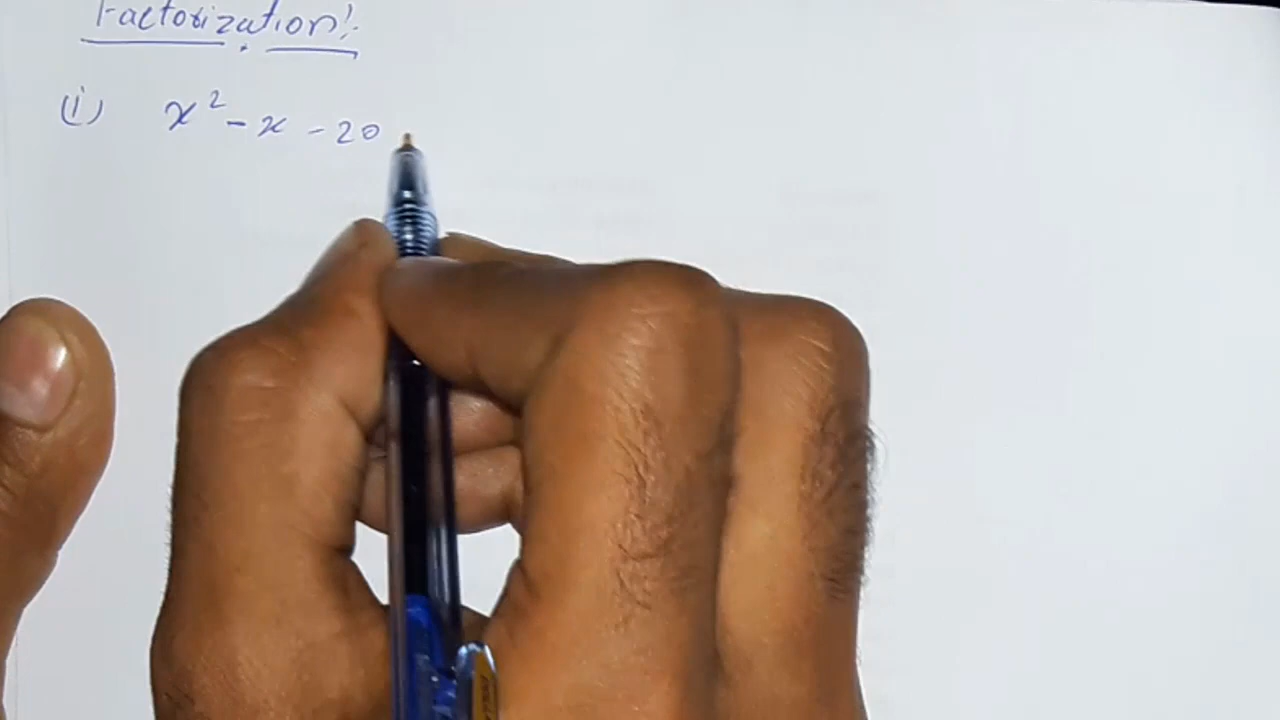 Factorization:-
(i) x² - x - 20